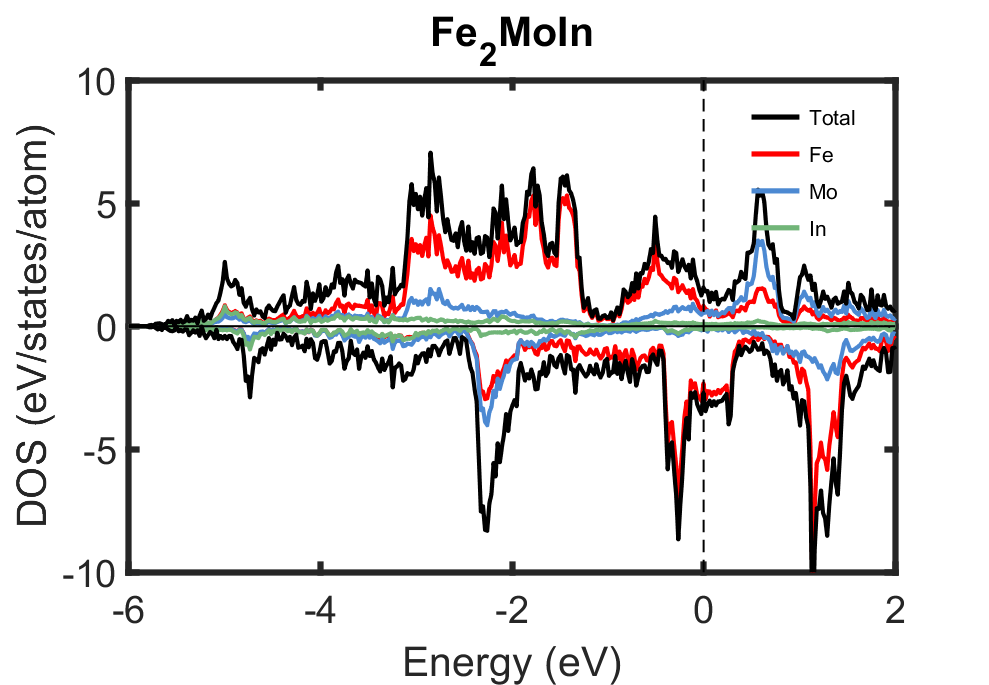 Fe2MoIn
10
5
0
-5
-10
DOS (eV/states/atom)
Total
Fe
Mo
In
-6
-4
-2
0
2
Energy (eV)